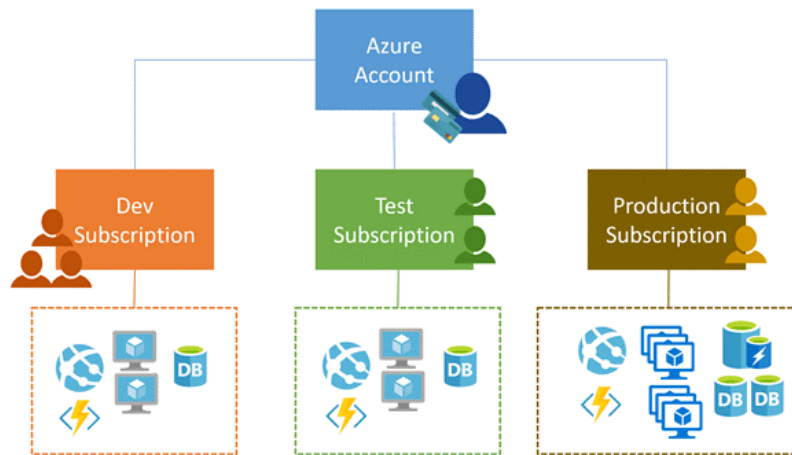 Azure
Account
Dev
Subscription
Test
Subscription
Production
Subscription
DB
DB
DB
DB